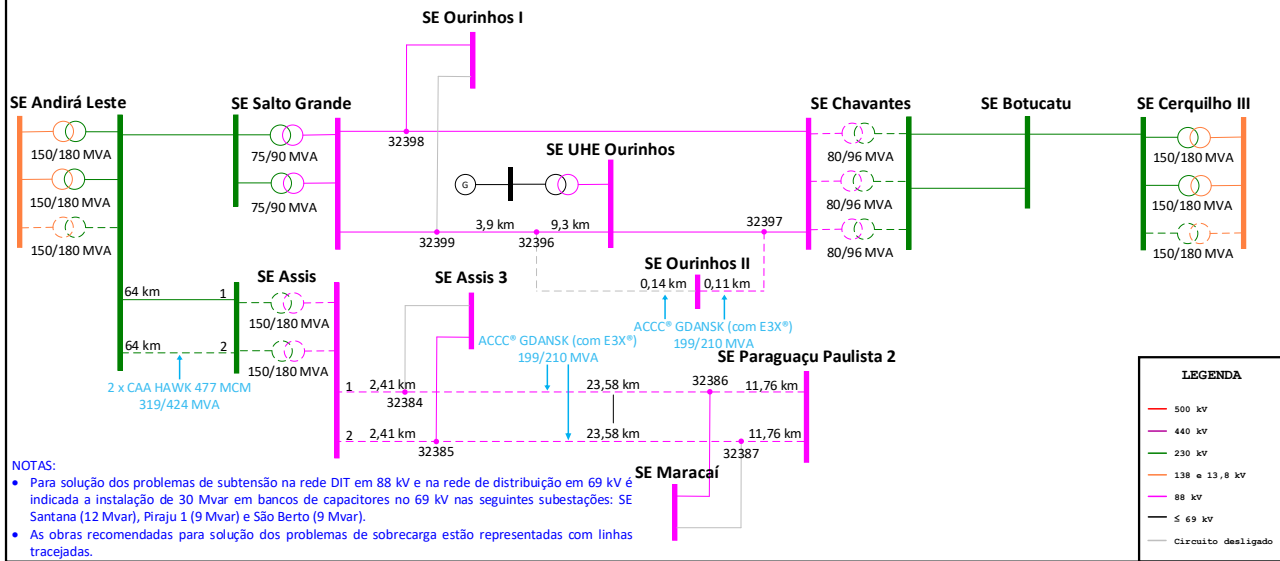 SE Ourinhos I
SE Andirá Leste
SE Salto Grande
SE Chavantes
SE Botucatu
SE Cerquilho III
150/180 MVA
150/180 MVA
150/180 MVA
75/90 MVA
75/90 MVA
32398
SE UHE Ourinhos
G
3,9 km
9,3 km
32399
32396
32397
80/96 MVA
80/96 MVA
80/96 MVA
150/180 MVA
150/180 MVA
150/180 MVA
SE Ourinhos II
0,14 km
0,11 km
ACCC® GDANSK (com E3X®)
199/210 MVA
64 km
1
64 km
2
2 x CAA HAWK 477 MCM
319/424 MVA
SE Assis
150/180 MVA
150/180 MVA
SE Assis 3
ACCC® GDANSK (com E3X®)
199/210 MVA
SE Paraguaçu Paulista 2
1
2,41 km
32384
23,58 km
32386
11,76 km
2
2,41 km
32385
23,58 km
32387
11,76 km
SE Maracaí
NOTAS:
• Para solução dos problemas de subtensão na rede DIT em 88 kV e na rede de distribuição em 69 kV é
indicada a instalação de 30 Mvar em bancos de capacitores no 69 kV nas seguintes subestações: SE
Santana (12 Mvar), Piraju 1 (9 Mvar) e São Berto (9 Mvar).
• As obras recomendadas para solução dos problemas de sobrecarga estão representadas com linhas
tracejadas.
LEGENDA
500 kV
440 kV
230 kV
138 e 13,8 kV
88 kV
≤ 69 kV
Circuito desligado